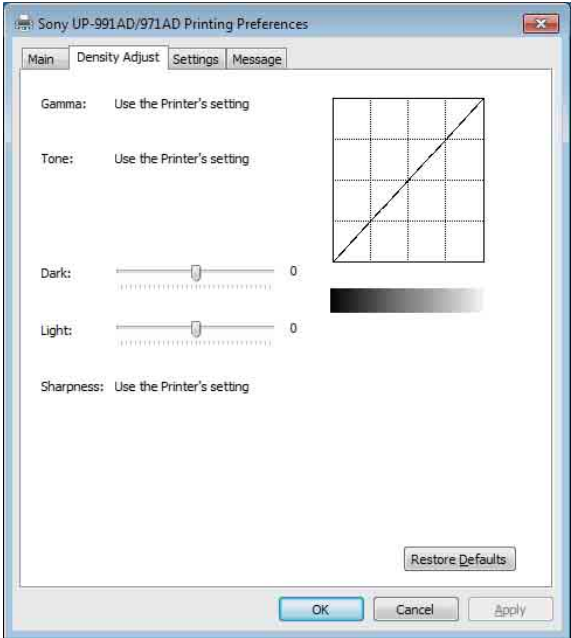 Sony UP-991AD/971AD Printing Preferences
Main Density Adjust Settings Message
Gamma: Use the Printer's setting
Tone: Use the Printer's setting
Dark: 0
Light: 0
Sharpness: Use the Printer's setting
Restore Defaults
OK Cancel Apply